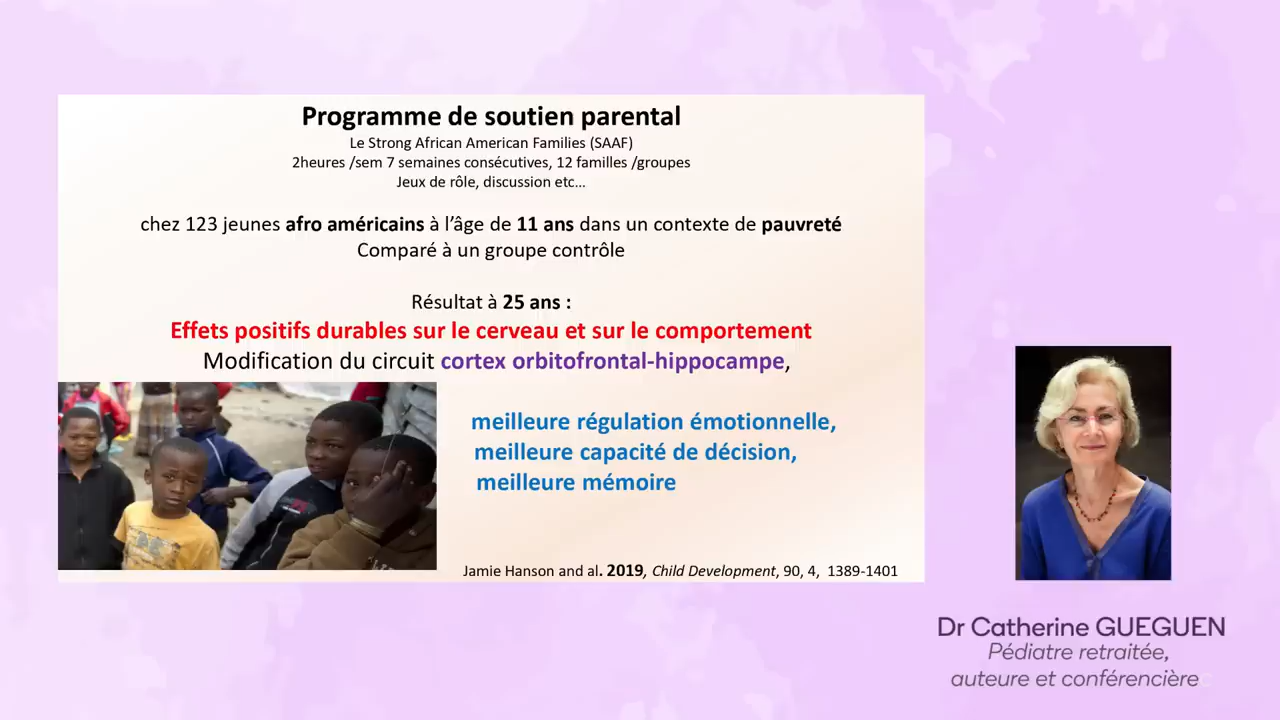 Programme de soutien parental
Le Strong African American Families (SAAF)
2heures /sem 7 semaines consécutives, 12 familles /groupes
Jeux de rôle, discussion etc...
chez 123 jeunes afro américains à l'âge de 11 ans dans un contexte de pauvreté
Comparé à un groupe contrôle
Résultat à 25 ans :
Effets positifs durables sur le cerveau et sur le comportement
Modification du circuit cortex orbitofrontal-hippocampe,
meilleure régulation émotionnelle,
meilleure capacité de décision,
meilleure mémoire
Jamie Hanson and al. 2019, Child Development, 90, 4, 1389-1401
Dr Catherine GUEGUEN
Pédiatre retraitée,
auteure et conférencière